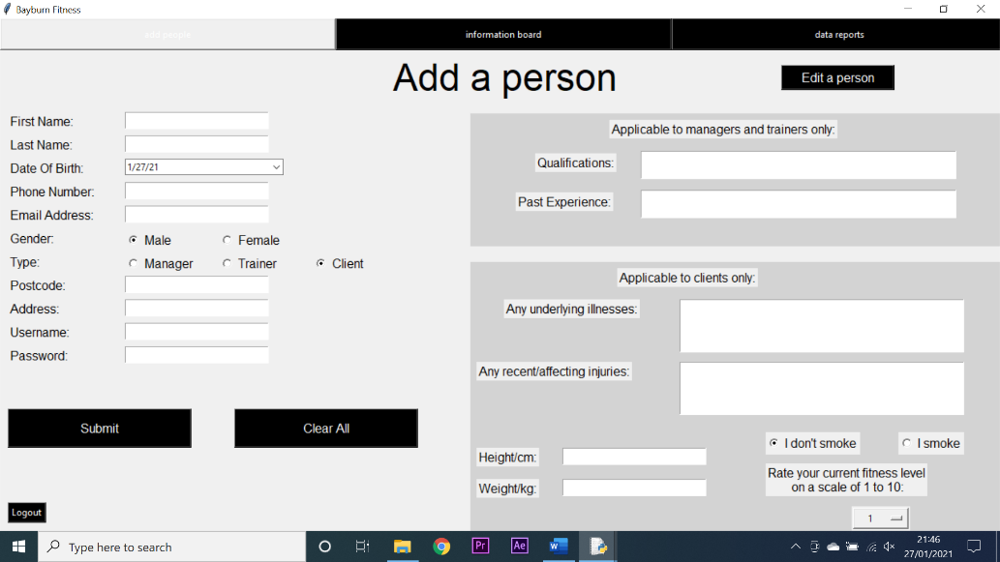 Bayburn Fitness
add people
information board
data reports
Add a person
Edit a person
First Name:
Last Name:
Date Of Birth:
1/27/21
Phone Number:
Email Address:
Gender:
Male
Female
Type:
Manager
Trainer
Client
Postcode:
Address:
Username:
Password:
Submit
Clear All
Logout
Applicable to managers and trainers only:
Qualifications:
Past Experience:
Applicable to clients only:
Any underlying illnesses:
Any recent/affecting injuries:
I don't smoke
I smoke
Height/cm:
Weight/kg:
Rate your current fitness level
on a scale of 1 to 10:
1
Type here to search
Pr
Ae
W
21:46
27/01/2021